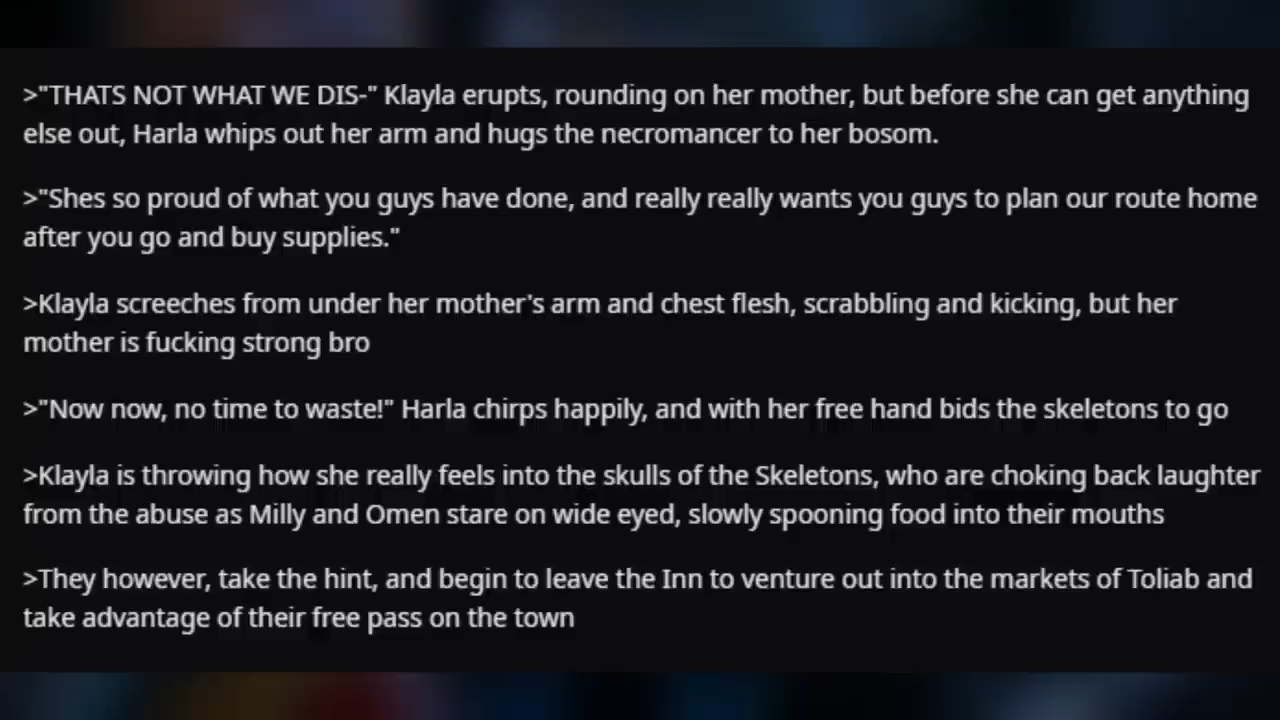 >"THATS NOT WHAT WE DIS-" Klayla erupts, rounding on her mother, but before she can get anything
else out, Harla whips out her arm and hugs the necromancer to her bosom.
>"Shes so proud of what you guys have done, and really really wants you guys to plan our route home
after you go and buy supplies."
>Klayla screeches from under her mother's arm and chest flesh, scrabbling and kicking, but her
mother is fucking strong bro
>"Now now, no time to waste!" Harla chirps happily, and with her free hand bids the skeletons to go
>Klayla is throwing how she really feels into the skulls of the Skeletons, who are choking back laughter
from the abuse as Milly and Omen stare on wide eyed, slowly spooning food into their mouths
>They however, take the hint, and begin to leave the Inn to venture out into the markets of Toliab and
take advantage of their free pass on the town